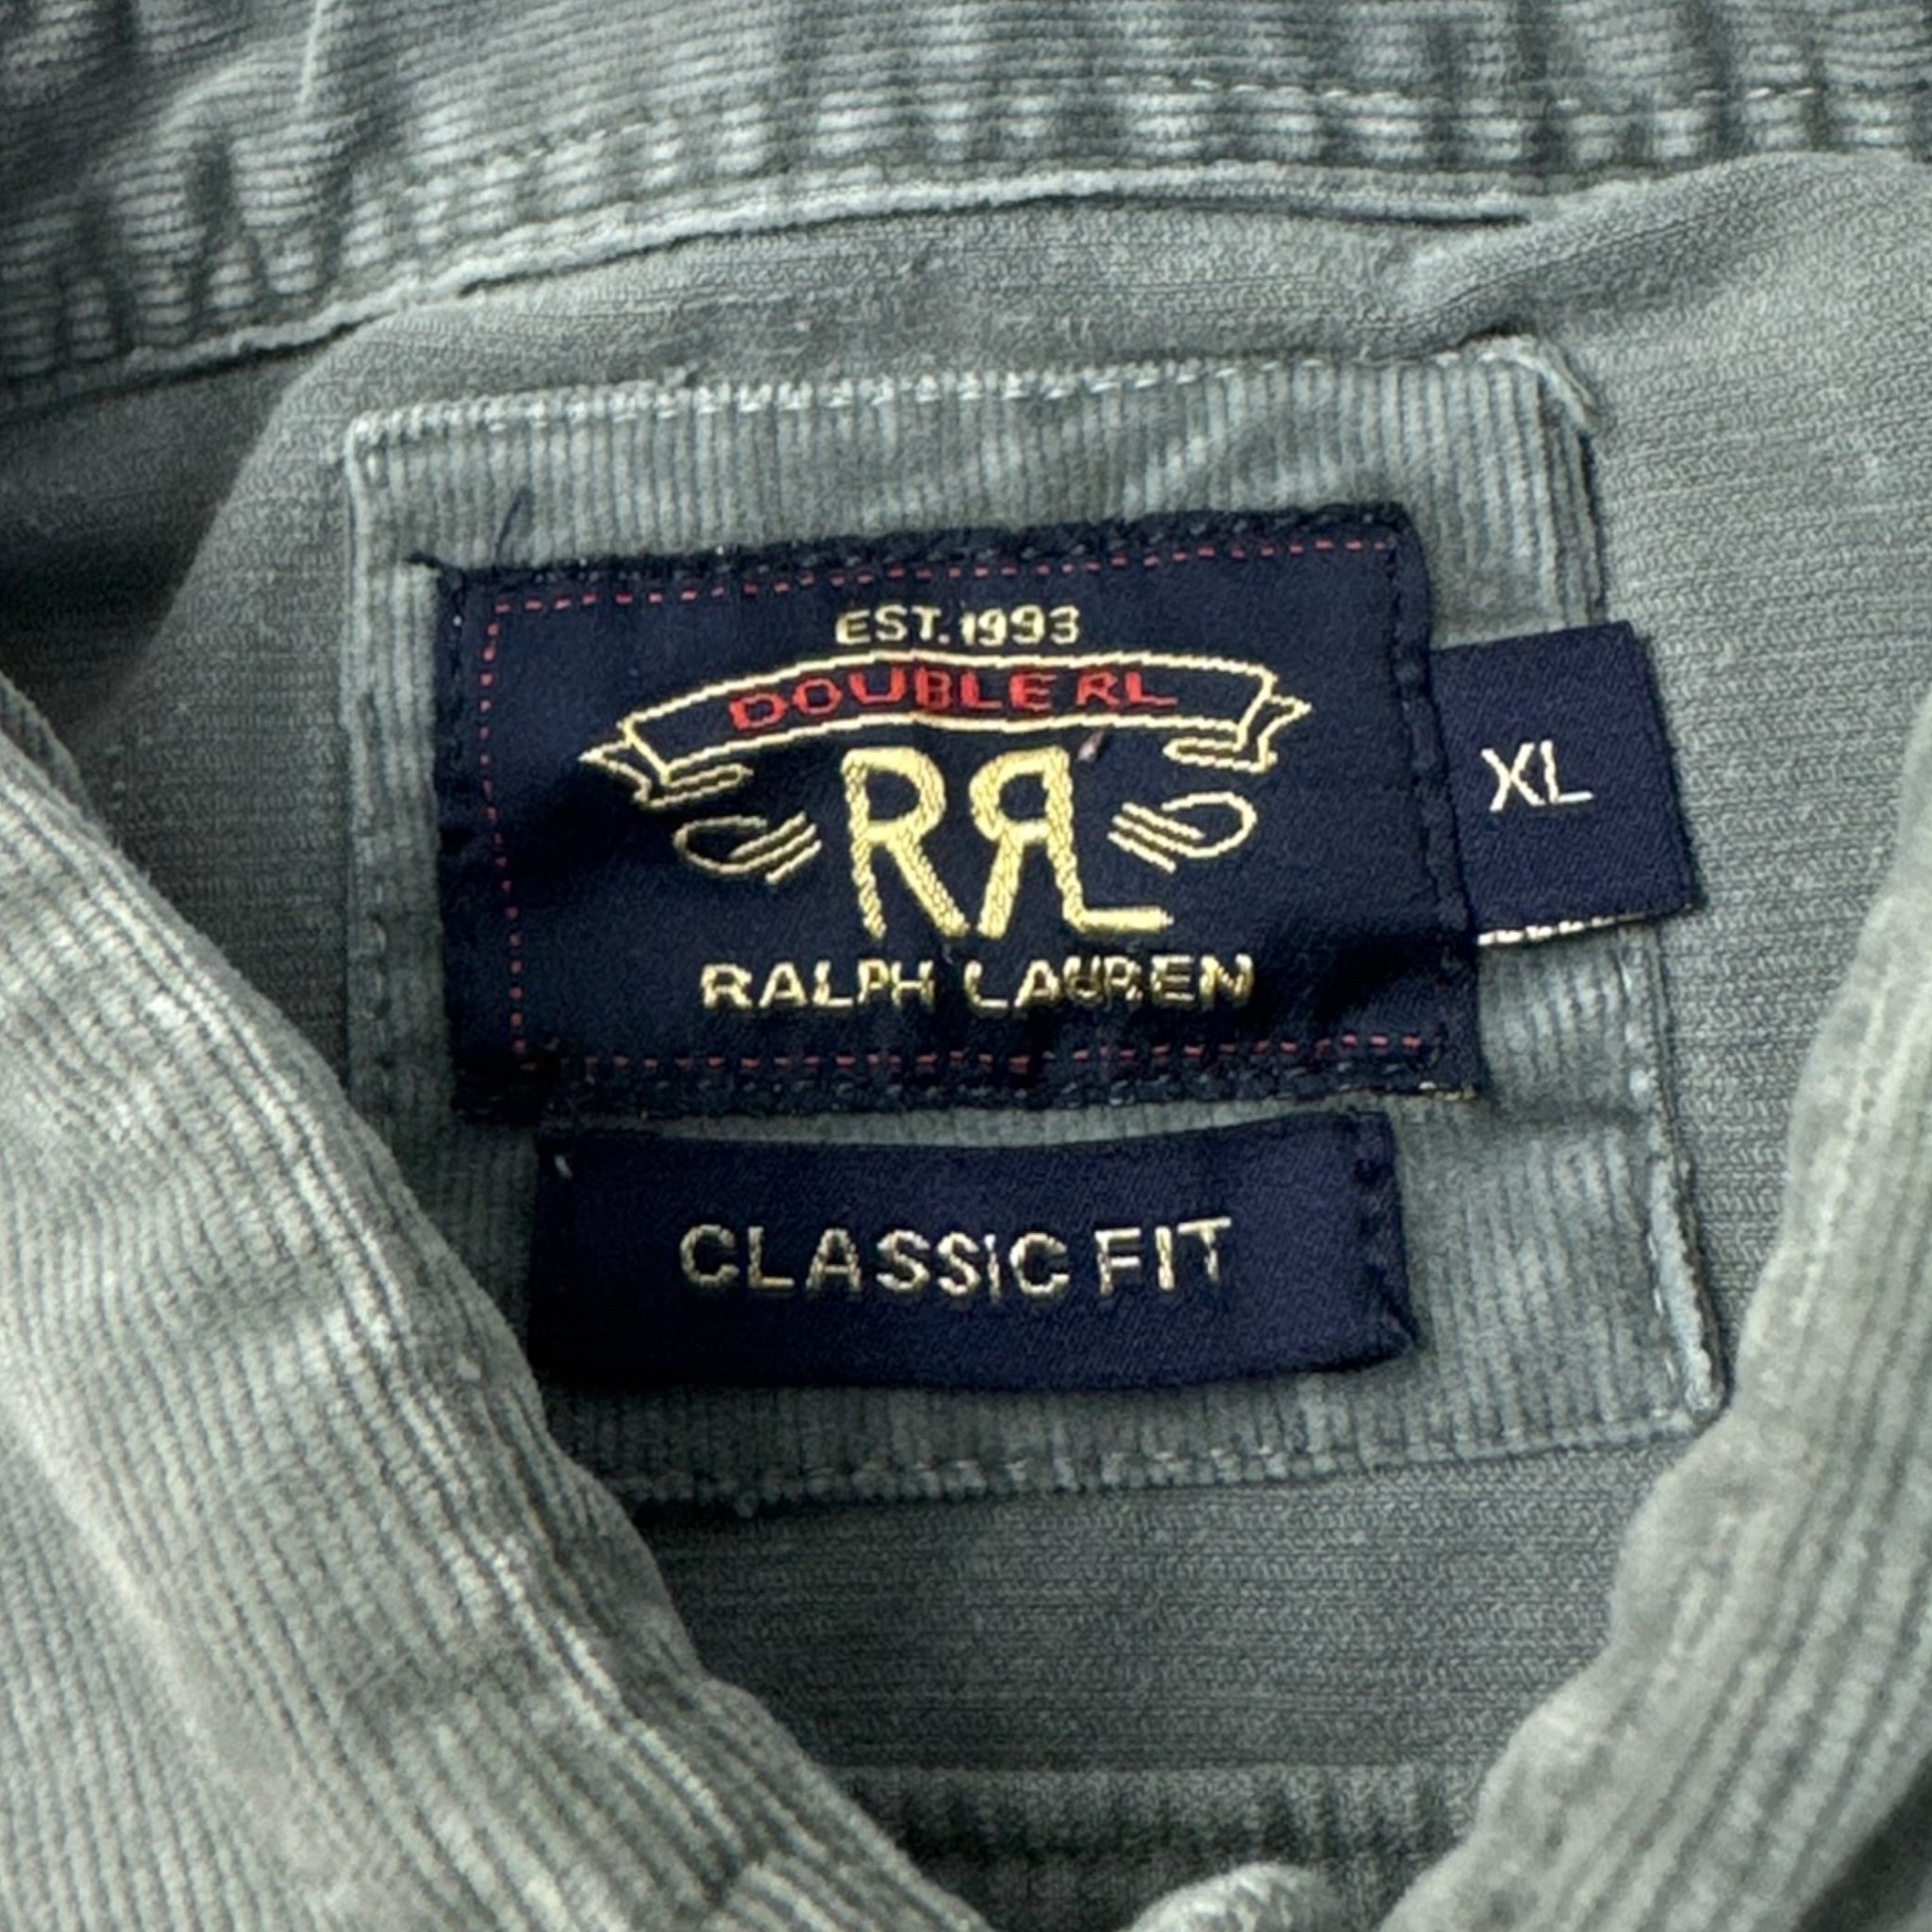 EST. 1993
DOUBLE RL
RRL
RALPH LAUREN
XL
CLASSIC FIT